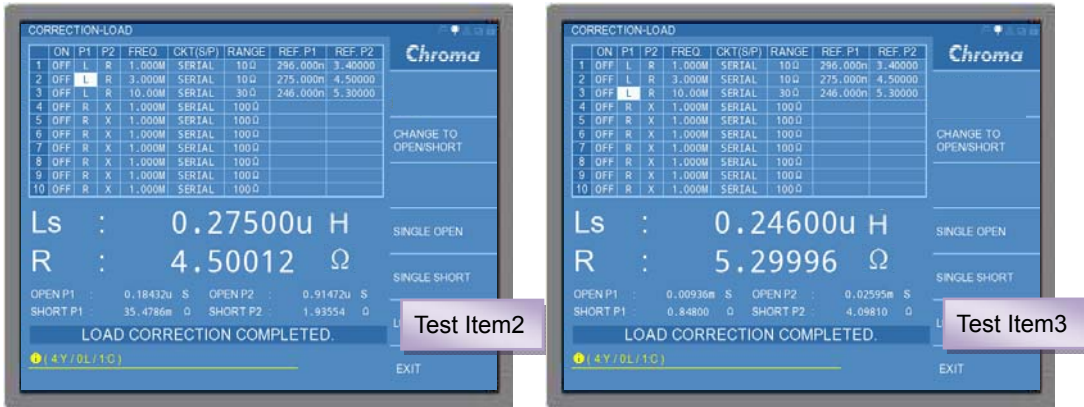 CORRECTION-LOAD
Chroma
ON P1 P2 FREQ. CKT(S/P) RANGE REF. P1 REF. P2
1 OFF L R 1.000M SERIAL 10Ω 296.000n 3.40000
2 OFF L R 3.000M SERIAL 10Ω 275.000n 4.50000
3 OFF L R 10.00M SERIAL 30Ω 246.000n 5.30000
4 OFF R X 1.000M SERIAL 100Ω
5 OFF R X 1.000M SERIAL 100Ω
6 OFF R X 1.000M SERIAL 100Ω
7 OFF R X 1.000M SERIAL 100Ω
8 OFF R X 1.000M SERIAL 100Ω
9 OFF R X 1.000M SERIAL 100Ω
10 OFF R X 1.000M SERIAL 100Ω
CHANGE TO
OPEN/SHORT
Ls : 0.27500u H
SINGLE OPEN
R : 4.50012 Ω
SINGLE SHORT
OPEN P1 : 0.18432u S OPEN P2 : 0.91472u S
SHORT P1 : 35.4786m Ω SHORT P2 : 1.93554 Ω
LOAD CORRECTION COMPLETED.
Test Item2
(4:Y/0L/1:C)
EXIT
CORRECTION-LOAD
Chroma
ON P1 P2 FREQ. CKT(S/P) RANGE REF. P1 REF. P2
1 OFF L R 1.000M SERIAL 10Ω 296.000n 3.40000
2 OFF L R 3.000M SERIAL 10Ω 275.000n 4.50000
3 OFF L R 10.00M SERIAL 30Ω 246.000n 5.30000
4 OFF R X 1.000M SERIAL 100Ω
5 OFF R X 1.000M SERIAL 100Ω
6 OFF R X 1.000M SERIAL 100Ω
7 OFF R X 1.000M SERIAL 100Ω
8 OFF R X 1.000M SERIAL 100Ω
9 OFF R X 1.000M SERIAL 100Ω
10 OFF R X 1.000M SERIAL 100Ω
CHANGE TO
OPEN/SHORT
Ls : 0.24600u H
SINGLE OPEN
R : 5.29996 Ω
SINGLE SHORT
OPEN P1 : 0.00936m S OPEN P2 : 0.02595m S
SHORT P1 : 0.84800 Ω SHORT P2 : 4.09810 Ω
LOAD CORRECTION COMPLETED.
Test Item3
(4:Y/0L/1:C)
EXIT